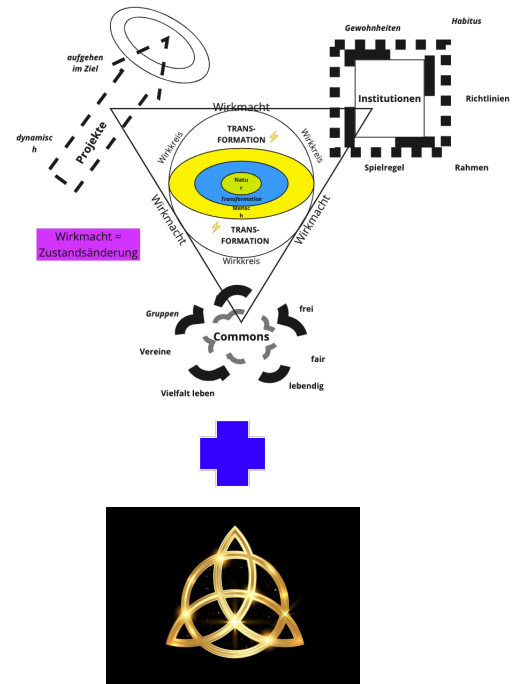 Habitus
Gewohnheiten
aufgehen
im Ziel
Institutionen
Richtlinien
Wirkmacht
dynamisc
h
Projekte
TRANS-
FORMATION
Wirkkreis
Wirkkreis
Spielregel
Rahmen
Natu
r
Transformation
Mensc
h
Wirkmacht
Wirkmacht
TRANS-
FORMATION
Wirkkreis
Wirkmacht =
Zustandsänderung
Gruppen
frei
Commons
Vereine
fair
lebendig
Vielfalt leben